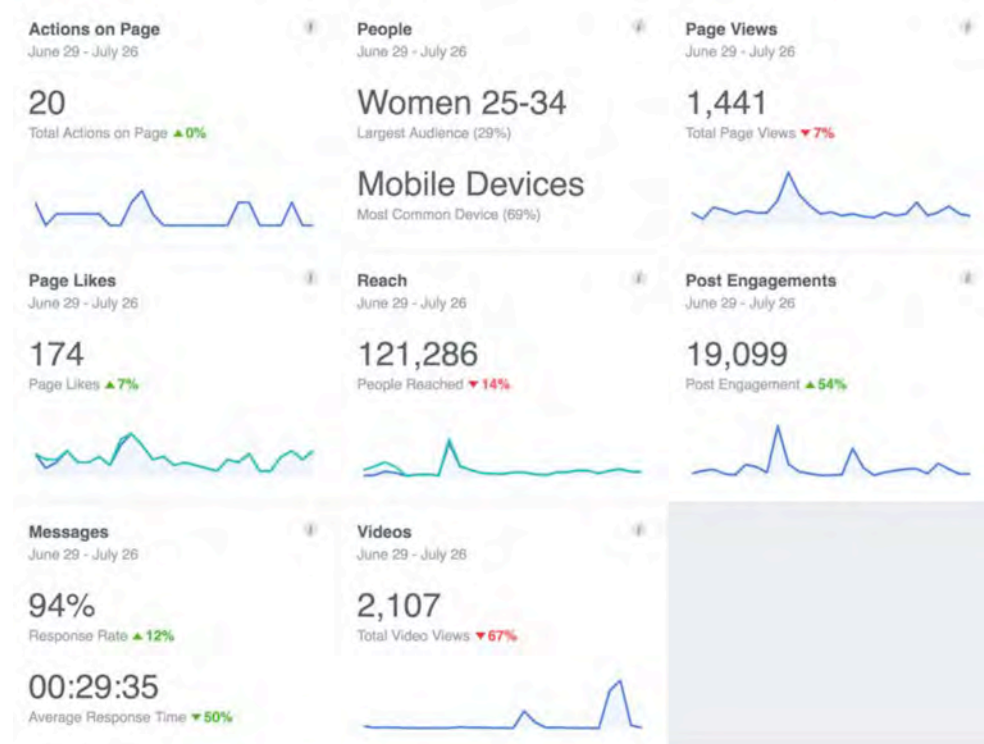 Actions on Page
June 29 - July 26
20
Total Actions on Page ▲0%
People
June 29 - July 26
Women 25-34
Largest Audience (29%)
Mobile Devices
Most Common Device (69%)
Page Views
June 29 - July 26
1,441
Total Page Views ▼7%
Page Likes
June 29 - July 26
174
Page Likes ▲7%
Reach
June 29 - July 26
121,286
People Reached ▼14%
Post Engagements
June 29 - July 26
19,099
Post Engagement ▲54%
Messages
June 29 - July 26
94%
Response Rate ▲12%
00:29:35
Average Response Time ▼50%
Videos
June 29 - July 26
2,107
Total Video Views ▼67%